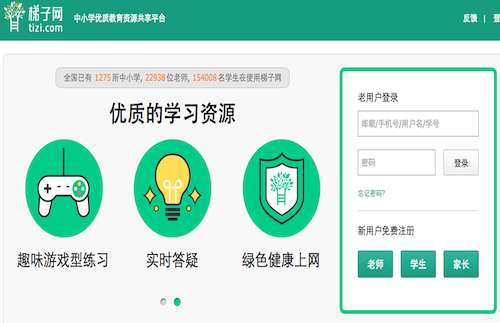 梯子网
tizi.com
中小学优质教育资源共享平台
反馈 | 登
全国已有 1275 所中小学, 22938 位老师, 154008 名学生在使用梯子网
优质的学习资源
趣味游戏型练习
实时答疑
绿色健康上网
老用户登录
邮箱/手机号/用户名/学号
密码
登录
忘记密码?
新用户免费注册
老师
学生
家长